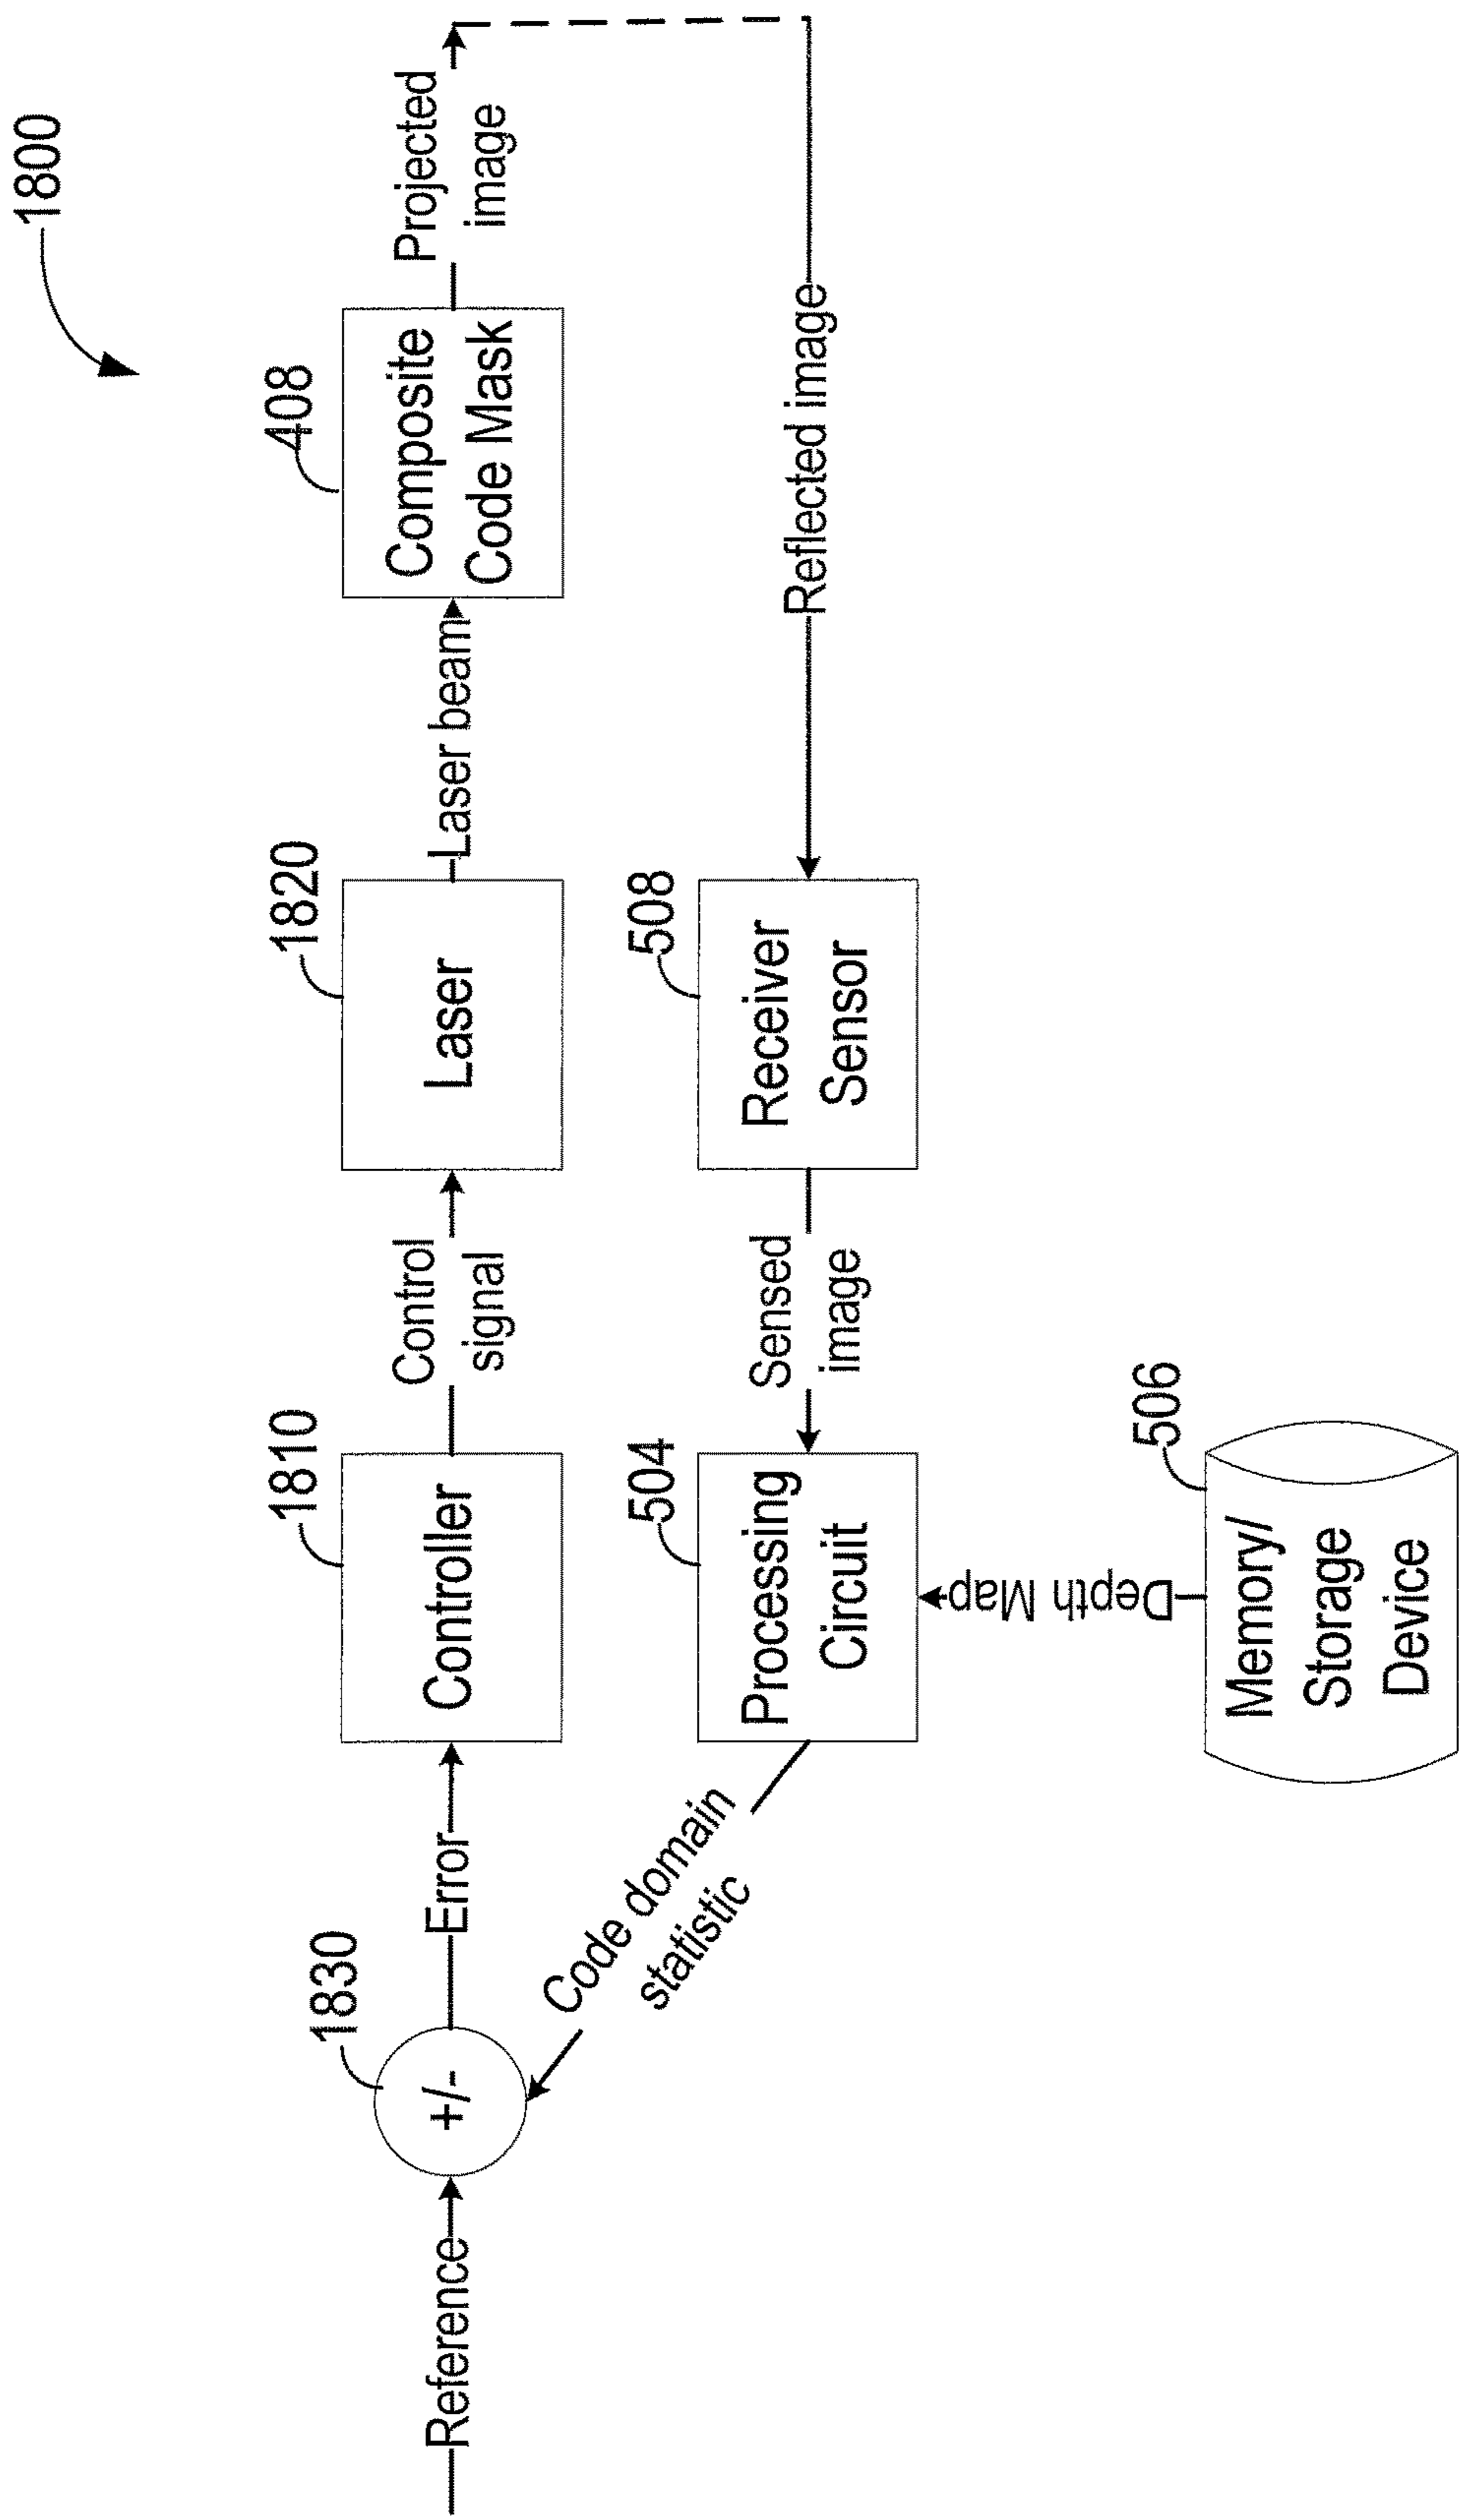 1800
408
Composite
Code Mask
Projected
image
1820
Laser
Laser beam
1810
Controller
Control
signal
1830
+/-
Error
Reference
Reflected image
508
Receiver
Sensor
Sensed
image
504
Processing
Circuit
Code domain
statistic
Depth Map
506
Memory/
Storage
Device